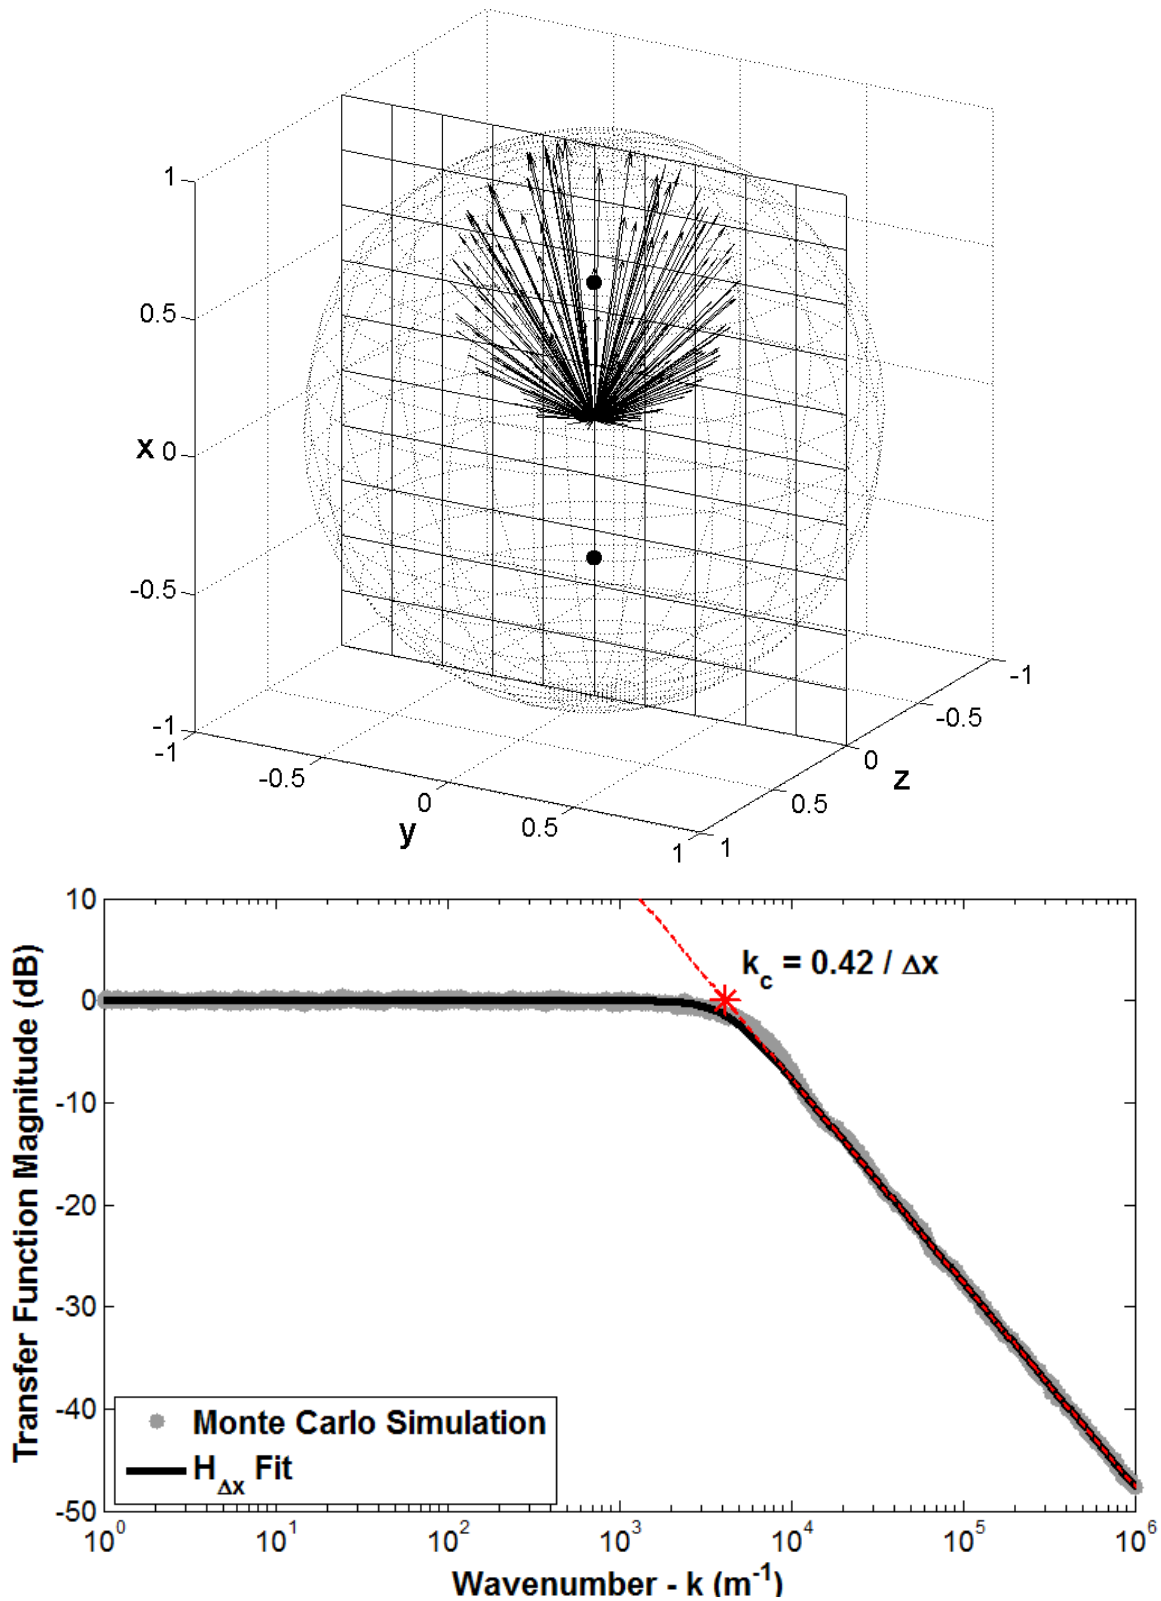 1
0.5
x 0
-0.5
-1
-1
-0.5
0
0.5
1
y
1
0.5
0
-0.5
-1
z
10
0
-10
-20
-30
-40
-50
Transfer Function Magnitude (dB)
k_c = 0.42 / Δx
Monte Carlo Simulation
H_Δx Fit
10^0 10^1 10^2 10^3 10^4 10^5 10^6
Wavenumber - k (m^-1)